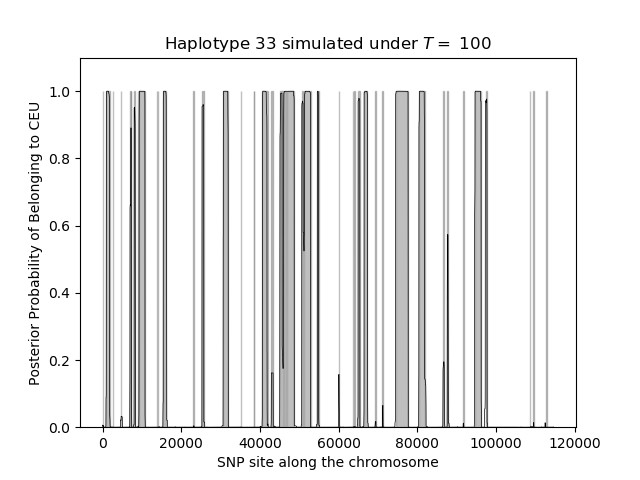 Haplotype 33 simulated under T = 100
Posterior Probability of Belonging to CEU
1.0
0.8
0.6
0.4
0.2
0.0
0 20000 40000 60000 80000 100000 120000
SNP site along the chromosome